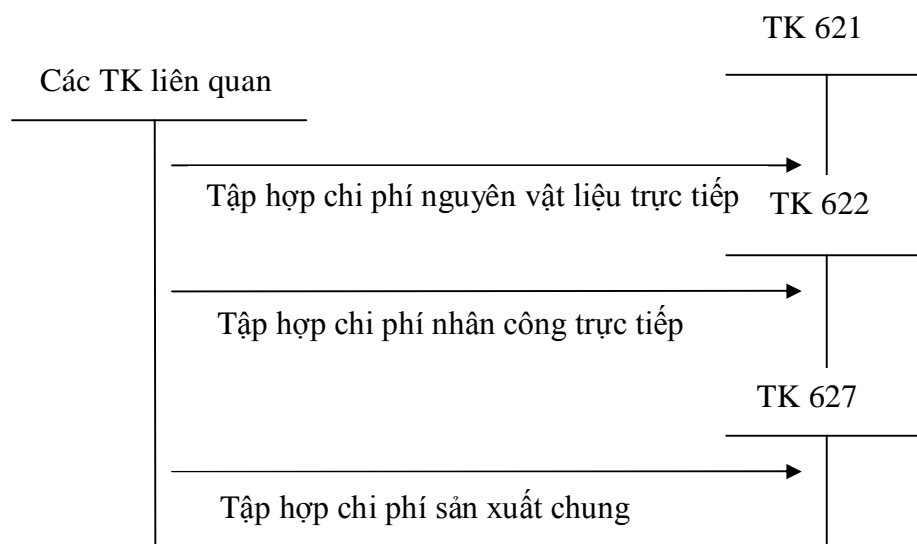 TK 621
Các TK liên quan
Tập hợp chi phí nguyên vật liệu trực tiếp
TK 622
Tập hợp chi phí nhân công trực tiếp
TK 627
Tập hợp chi phí sản xuất chung